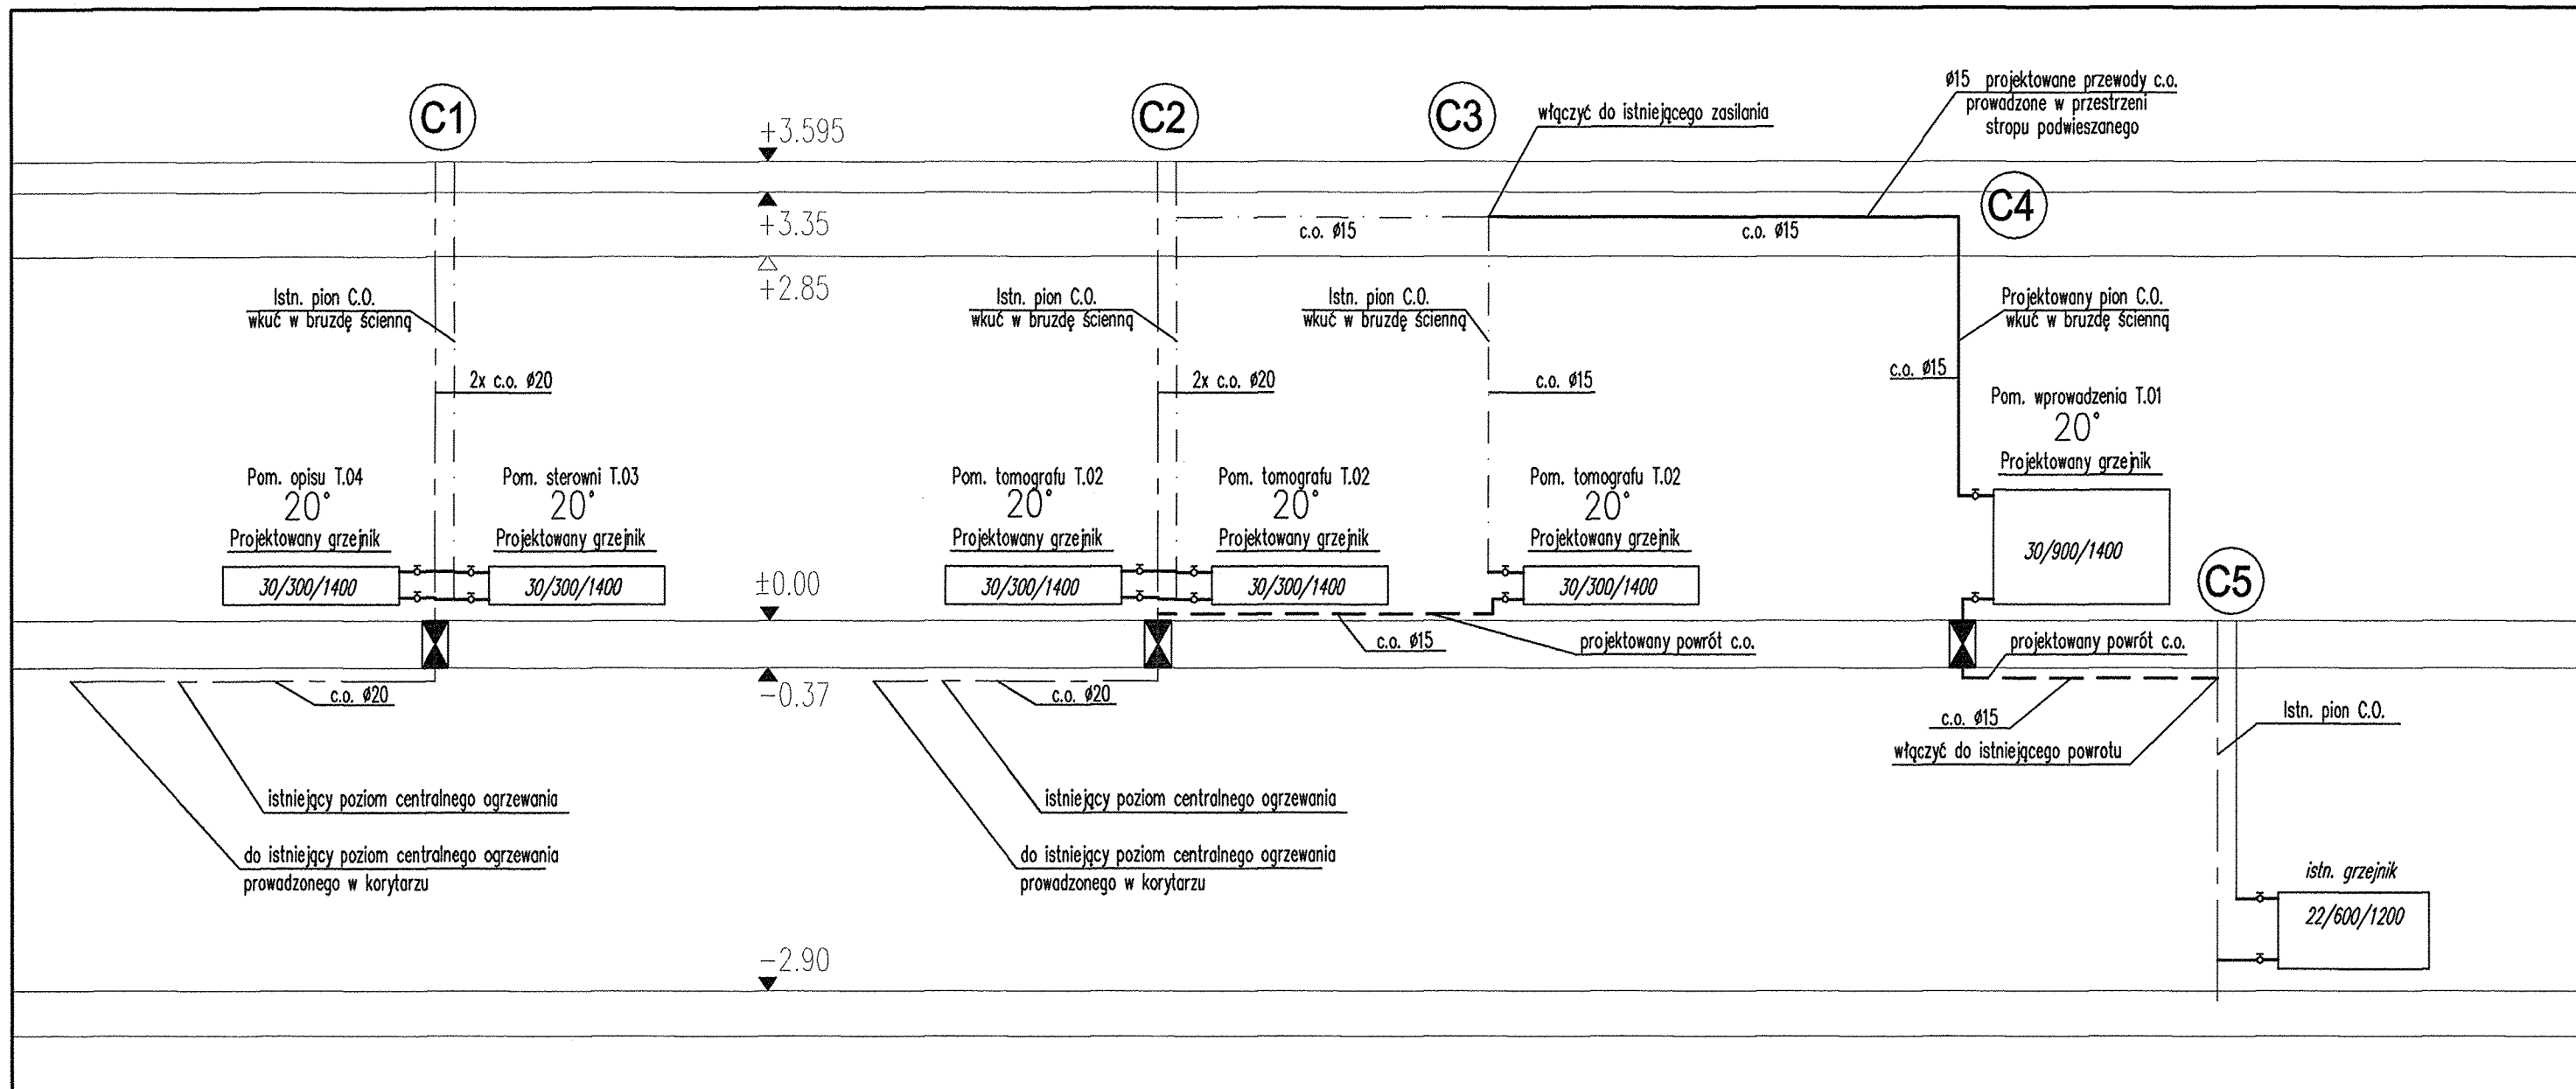 C1
C2
C3
C4
C5
+3.595
+3.35
+2.85
±0.00
-0.37
-2.90
włączyć do istniejącego zasilania
ø15 projektowane przewody c.o.
prowadzone w przestrzeni
stropu podwieszanego
c.o. ø15
c.o. ø15
Istn. pion C.O.
wkuć w bruzdę ścienną
Istn. pion C.O.
wkuć w bruzdę ścienną
Istn. pion C.O.
wkuć w bruzdę ścienną
Projektowany pion C.O.
wkuć w bruzdę ścienną
2x c.o. ø20
2x c.o. ø20
c.o. ø15
c.o. ø15
Pom. opisu T.04
20°
Projektowany grzejnik
30/300/1400
Pom. sterowni T.03
20°
Projektowany grzejnik
30/300/1400
Pom. tomografu T.02
20°
Projektowany grzejnik
30/300/1400
Pom. tomografu T.02
20°
Projektowany grzejnik
30/300/1400
Pom. tomografu T.02
20°
Projektowany grzejnik
30/300/1400
Pom. wprowadzenia T.01
20°
Projektowany grzejnik
30/900/1400
c.o. ø15
projektowany powrót c.o.
projektowany powrót c.o.
c.o. ø20
c.o. ø20
c.o. ø15
włączyć do istniejącego powrotu
Istn. pion C.O.
istniejący poziom centralnego ogrzewania
do istniejący poziom centralnego ogrzewania
prowadzonego w korytarzu
istniejący poziom centralnego ogrzewania
do istniejący poziom centralnego ogrzewania
prowadzonego w korytarzu
istn. grzejnik
22/600/1200